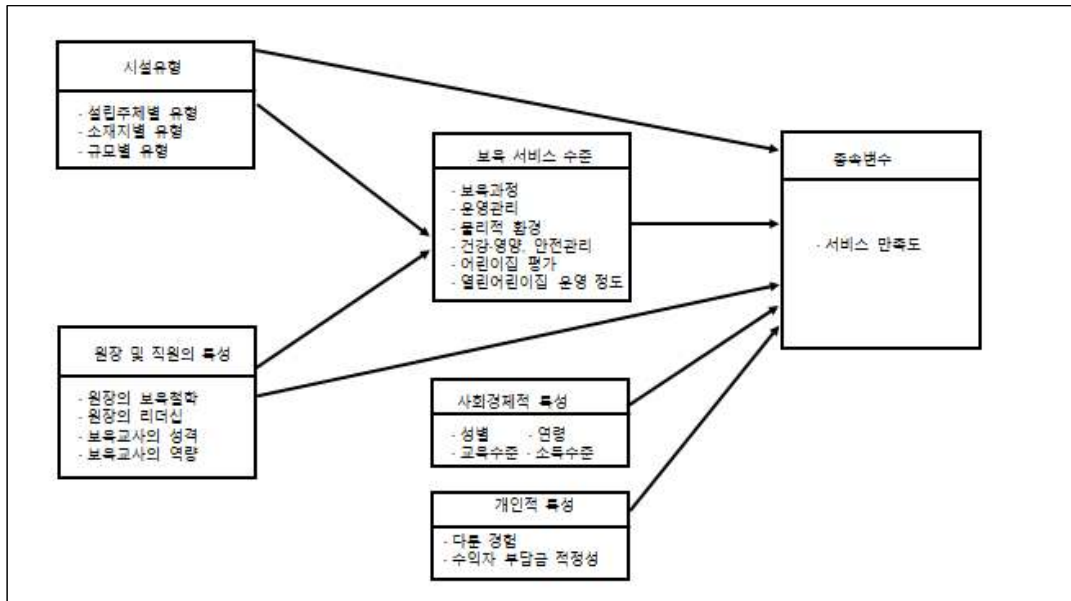 시설유형
- 설립주체별 유형
- 소재지별 유형
- 규모별 유형
보육 서비스 수준
- 보육과정
- 운영관리
- 물리적 환경
- 건강·영양, 안전관리
- 어린이집 평가
- 열린어린이집 운영 정도
종속변수
- 서비스 만족도
원장 및 직원의 특성
- 원장의 보육철학
- 원장의 리더십
- 보육교사의 성격
- 보육교사의 역량
사회경제적 특성
- 성별 - 연령
- 교육수준 - 소득수준
개인적 특성
- 다툼 경험
- 수익자 부담금 적정성